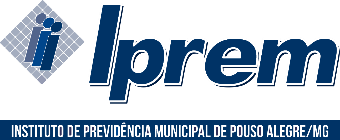 Iprem
INSTITUTO DE PREVIDÊNCIA MUNICIPAL DE POUSO ALEGRE/MG